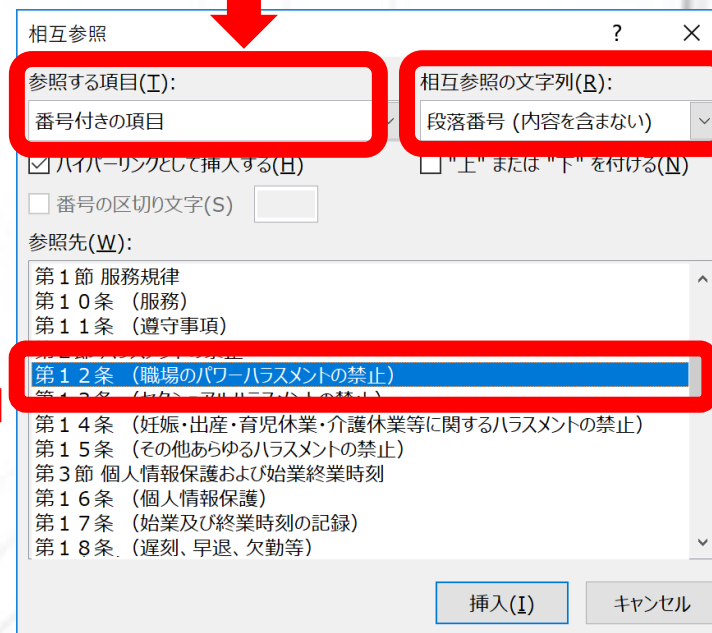 相互参照 ? ×
参照する項目(T): 相互参照の文字列(R):
番号付きの項目 段落番号 (内容を含まない)
ハイパーリンクとして挿入する(H) "上" または "下" を付ける(N)
番号の区切り文字(S)
参照先(W):
第1節 服務規律
第10条 （服務）
第11条 （遵守事項）
第12条 （職場のパワーハラスメントの禁止）
第14条 （妊娠・出産・育児休業・介護休業等に関するハラスメントの禁止）
第15条 （その他あらゆるハラスメントの禁止）
第3節 個人情報保護および始業終業時刻
第16条 （個人情報保護）
第17条 （始業及び終業時刻の記録）
第18条 （遅刻、早退、欠勤等）
挿入(I) キャンセル